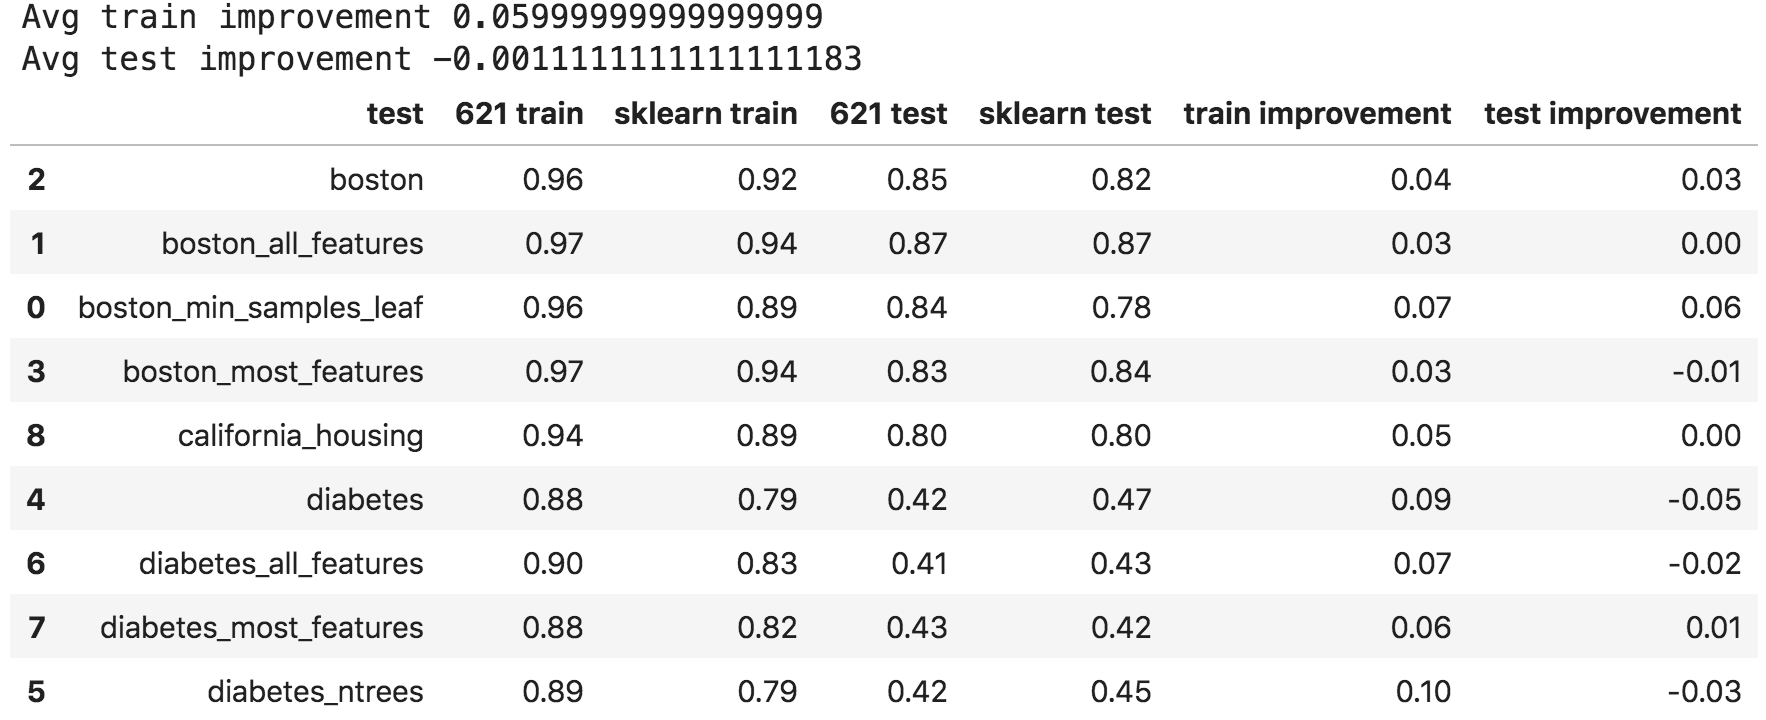 Avg train improvement 0.05999999999999999
Avg test improvement -0.0011111111111111183
test 621 train sklearn train 621 test sklearn test train improvement test improvement
2 boston 0.96 0.92 0.85 0.82 0.04 0.03
1 boston_all_features 0.97 0.94 0.87 0.87 0.03 0.00
0 boston_min_samples_leaf 0.96 0.89 0.84 0.78 0.07 0.06
3 boston_most_features 0.97 0.94 0.83 0.84 0.03 -0.01
8 california_housing 0.94 0.89 0.80 0.80 0.05 0.00
4 diabetes 0.88 0.79 0.42 0.47 0.09 -0.05
6 diabetes_all_features 0.90 0.83 0.41 0.43 0.07 -0.02
7 diabetes_most_features 0.88 0.82 0.43 0.42 0.06 0.01
5 diabetes_ntrees 0.89 0.79 0.42 0.45 0.10 -0.03